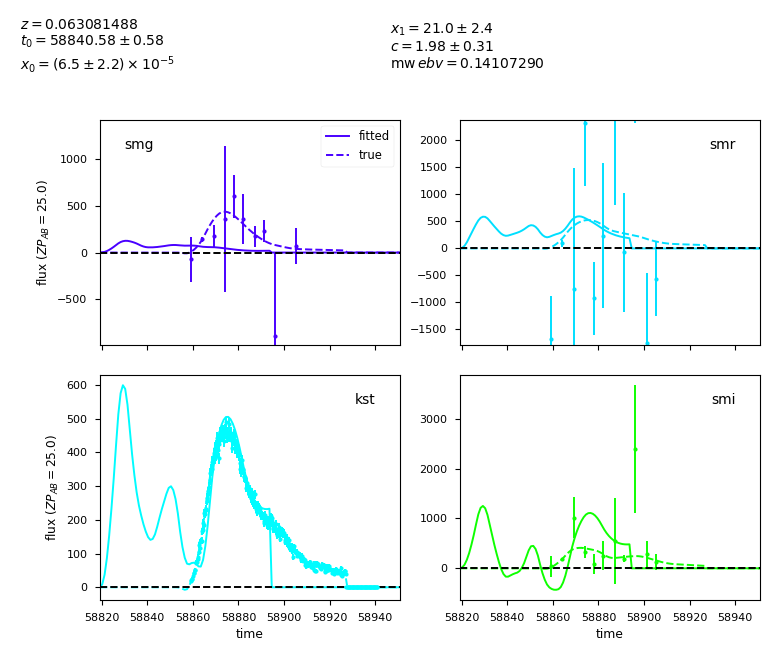 z = 0.063081488
t₀ = 58840.58 ± 0.58
x₀ = (6.5 ± 2.2) × 10⁻⁵
x₁ = 21.0 ± 2.4
c = 1.98 ± 0.31
mw ebv = 0.14107290
smg
fitted
true
1000
500
0
−500
flux (ZP_AB = 25.0)
smr
2000
1500
1000
500
0
−500
−1000
−1500
kst
600
500
400
300
200
100
0
flux (ZP_AB = 25.0)
58820 58840 58860 58880 58900 58920 58940
time
smi
3000
2000
1000
0
58820 58840 58860 58880 58900 58920 58940
time